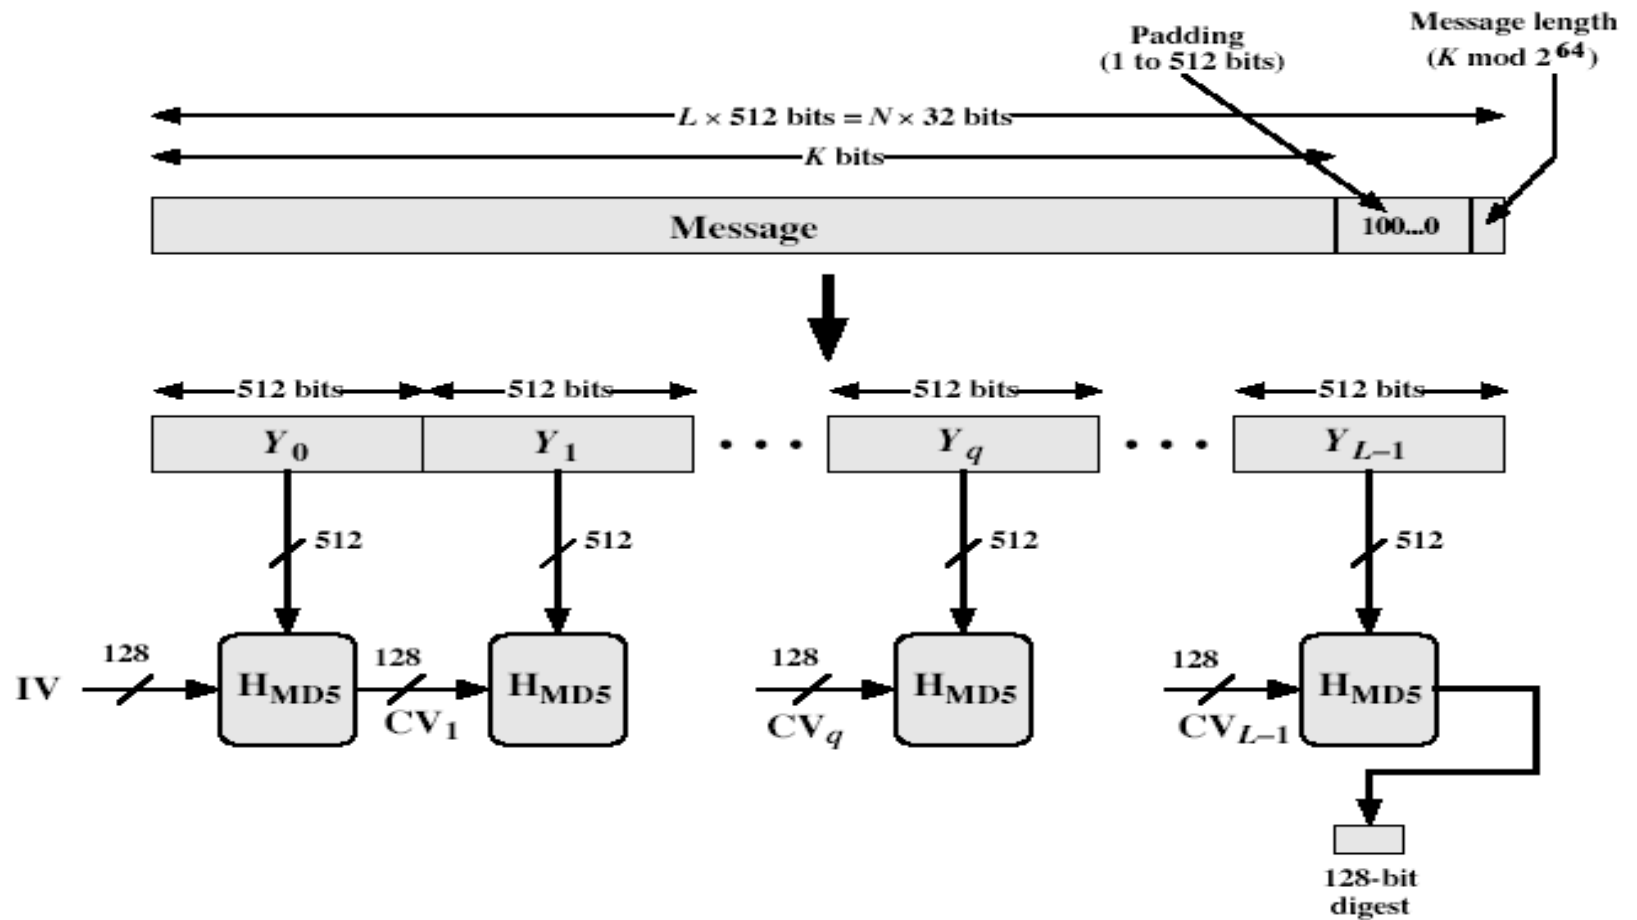 Padding
(1 to 512 bits)
Message length
(K mod 2^64)
L × 512 bits = N × 32 bits
K bits
Message
100...0
512 bits
512 bits
512 bits
512 bits
Y0
Y1
• • •
Yq
• • •
YL–1
512
512
512
512
IV
128
HMD5
128
CV1
HMD5
128
CVq
HMD5
128
CVL–1
HMD5
128-bit
digest